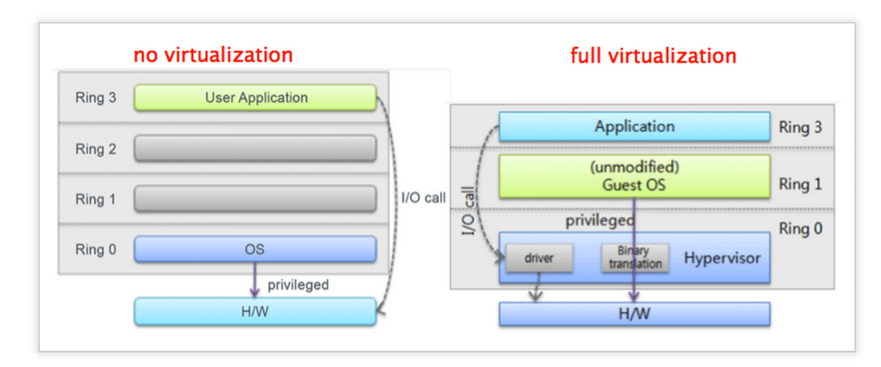 no virtualization
Ring 3
User Application
Ring 2
Ring 1
I/O call
Ring 0
OS
privileged
H/W
full virtualization
Application
Ring 3
(unmodified)
Guest OS
Ring 1
I/O call
privileged
Ring 0
driver
Binary
translation
Hypervisor
H/W